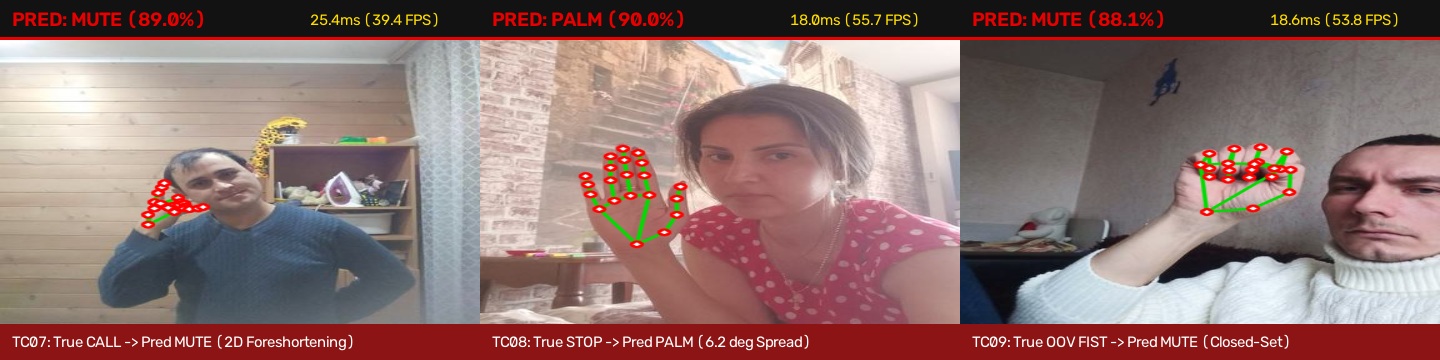 PRED: MUTE (89.0%) 25.4ms (39.4 FPS)
PRED: PALM (90.0%) 18.0ms (55.7 FPS)
PRED: MUTE (88.1%) 18.6ms (53.8 FPS)
TC07: True CALL -> Pred MUTE (2D Foreshortening)
TC08: True STOP -> Pred PALM (6.2 deg Spread)
TC09: True OOV FIST -> Pred MUTE (Closed-Set)